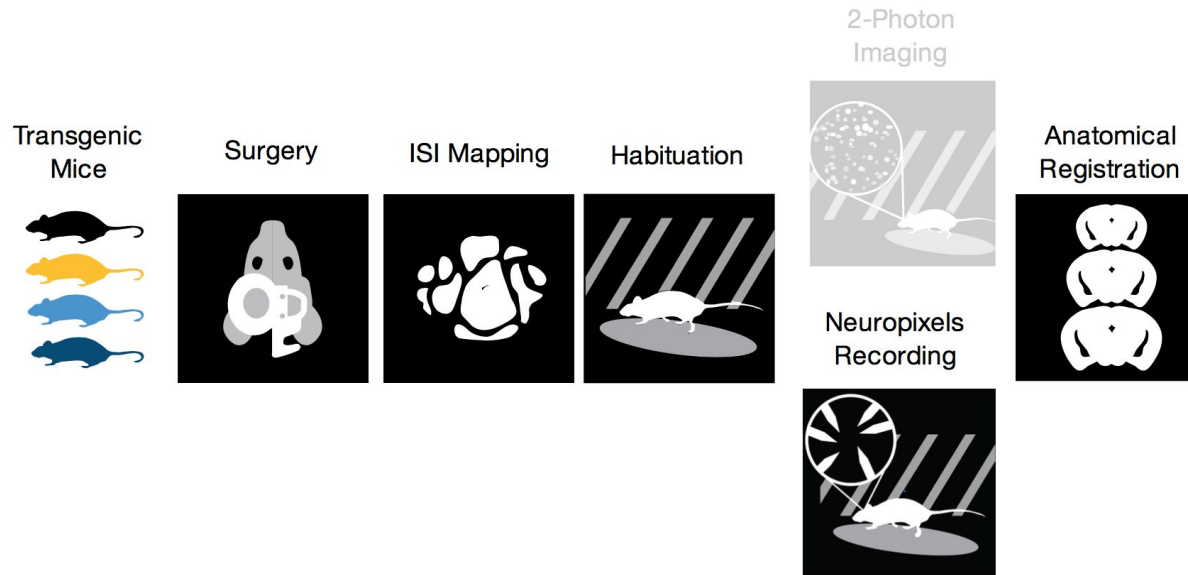 Transgenic
Mice
Surgery
ISI Mapping
Habituation
2-Photon
Imaging
Neuropixels
Recording
Anatomical
Registration